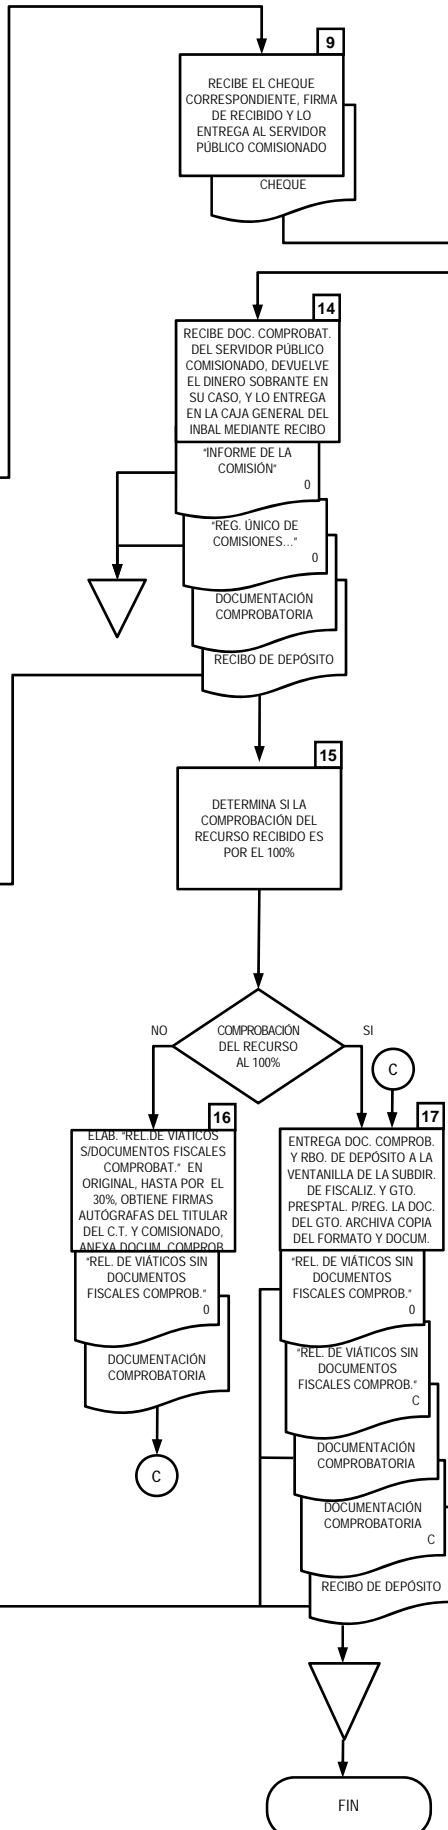 9
RECIBE EL CHEQUE
CORRESPONDIENTE, FIRMA
DE RECIBIDO Y LO
ENTREGA AL SERVIDOR
PÚBLICO COMISIONADO
CHEQUE
14
RECIBE DOC. COMPROBAT.
DEL SERVIDOR PÚBLICO
COMISIONADO, DEVUELVE
EL DINERO SOBRANTE EN
SU CASO, Y LO ENTREGA
EN LA CAJA GENERAL DEL
INBAL MEDIANTE RECIBO
"INFORME DE LA
COMISIÓN"
0
"REG. ÚNICO DE
COMISIONES..."
0
DOCUMENTACIÓN
COMPROBATORIA
RECIBO DE DEPÓSITO
15
DETERMINA SI LA
COMPROBACIÓN DEL
RECURSO RECIBIDO ES
POR EL 100%
NO
COMPROBACIÓN
DEL RECURSO
AL 100%
SI
C
16
ELAB. "REL.DE VIÁTICOS
S/DOCUMENTOS FISCALES
COMPROBAT." EN
ORIGINAL, HASTA POR EL
30%, OBTIENE FIRMAS
AUTÓGRAFAS DEL TITULAR
DEL C.T. Y COMISIONADO,
ANEXA DOCUM. COMPROB.
"REL. DE VIÁTICOS SIN
DOCUMENTOS
FISCALES COMPROB."
0
DOCUMENTACIÓN
COMPROBATORIA
C
17
ENTREGA DOC. COMPROB.
Y RBO. DE DEPÓSITO A LA
VENTANILLA DE LA SUBDIR.
DE FISCALIZ. Y GTO.
PRESPTAL. P/REG. LA DOC.
DEL GTO. ARCHIVA COPIA
DEL FORMATO Y DOCUM.
"REL. DE VIÁTICOS SIN
DOCUMENTOS
FISCALES COMPROB."
0
"REL. DE VIÁTICOS SIN
DOCUMENTOS
FISCALES COMPROB."
C
DOCUMENTACIÓN
COMPROBATORIA
DOCUMENTACIÓN
COMPROBATORIA
C
RECIBO DE DEPÓSITO
FIN